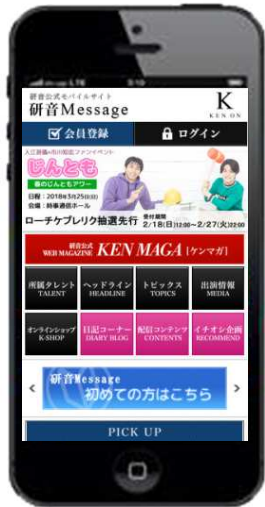 研音公式モバイルサイト
研音Message
K
KEN ON
会員登録
ログイン
入江甚儀×市川知宏ファンイベント
じんとも
春のじんともアワー
日程：2018年3月25日(日)
会場：時事通信ホール
ローチケプレリク抽選先行 受付期間 2/18(日)12:00~2/27(火)22:00
研音公式 WEB MAGAZINE KEN MAGA [ケンマガ]
所属タレント TALENT
ヘッドライン HEADLINE
トピックス TOPICS
出演情報 MEDIA
オンラインショップ K-SHOP
日記コーナー DIARY BLOG
配信コンテンツ CONTENTS
イチオシ企画 RECOMMEND
研音Message
初めての方はこちら
PICK UP